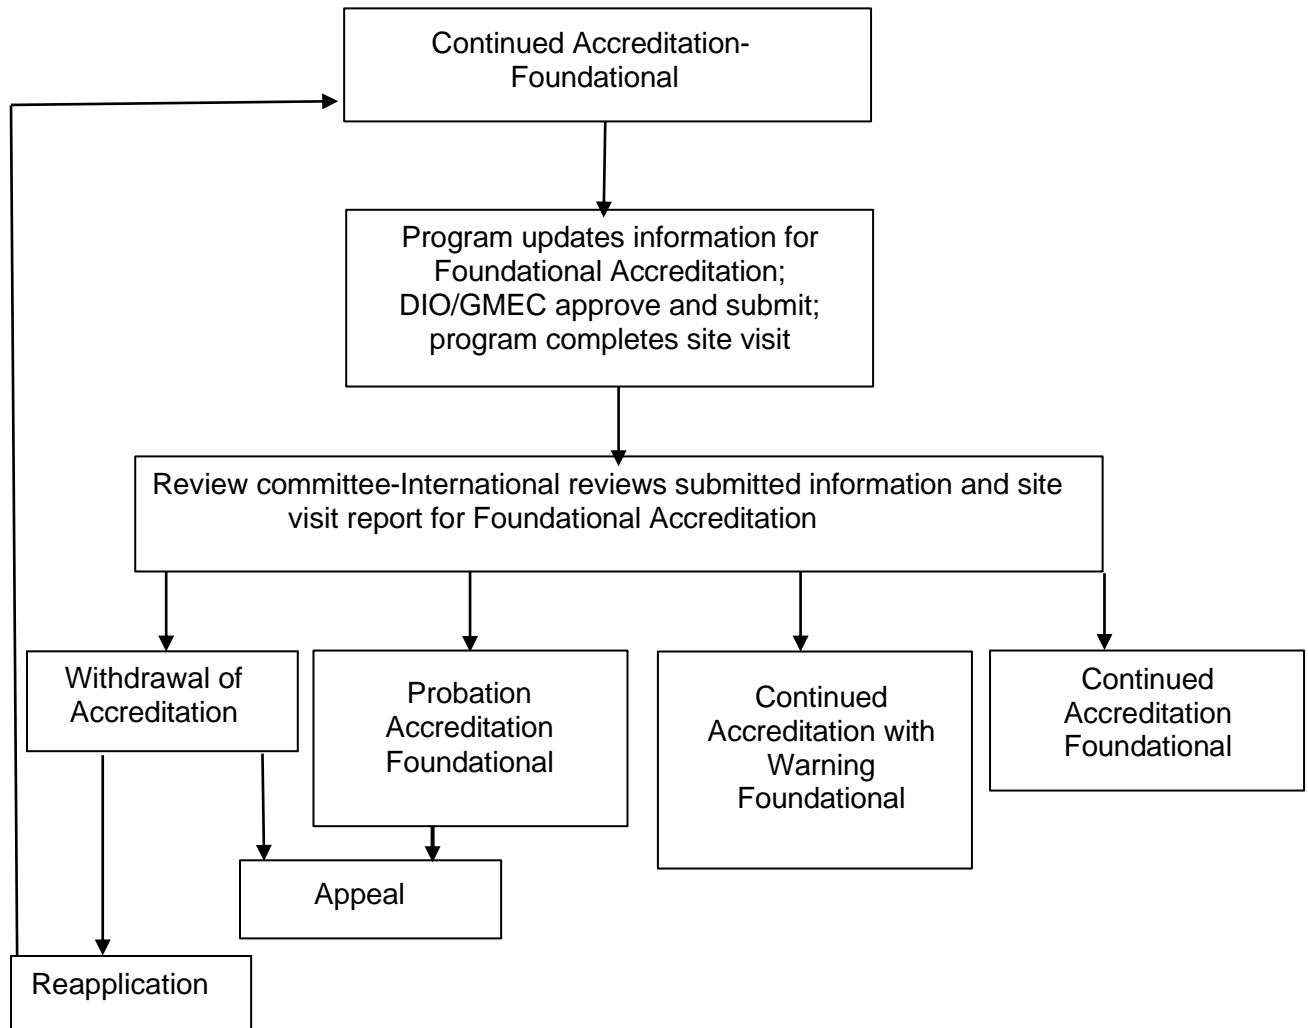 Continued Accreditation-
Foundational
Program updates information for
Foundational Accreditation;
DIO/GMEC approve and submit;
program completes site visit
Review committee-International reviews submitted information and site
visit report for Foundational Accreditation
Withdrawal of
Accreditation
Probation
Accreditation
Foundational
Continued
Accreditation with
Warning
Foundational
Continued
Accreditation
Foundational
Appeal
Reapplication